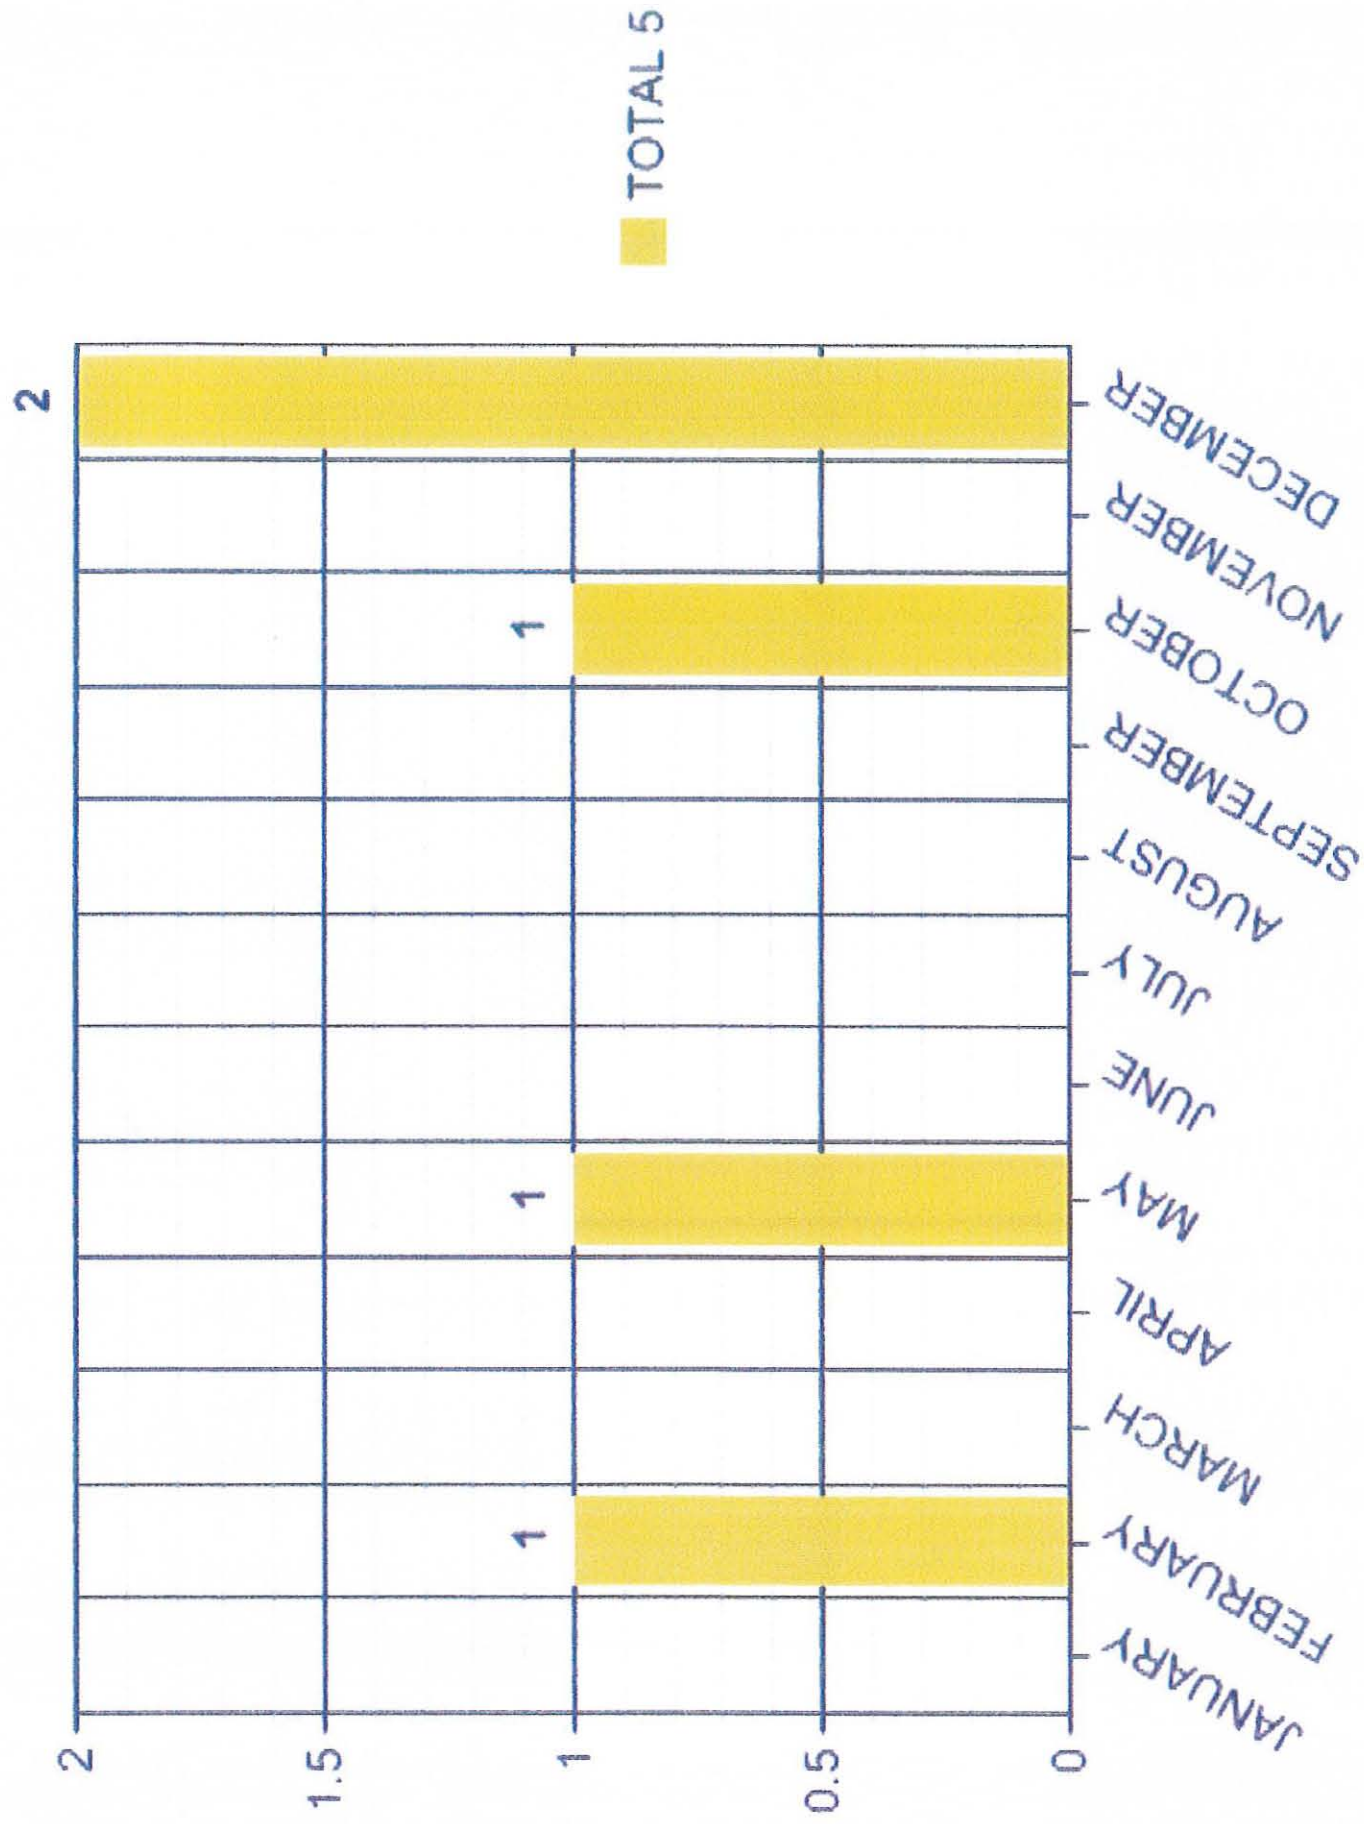 2
1.5
1
0.5
0
1
1
1
2
JANUARY
FEBRUARY
MARCH
APRIL
MAY
JUNE
JULY
AUGUST
SEPTEMBER
OCTOBER
NOVEMBER
DECEMBER
TOTAL 5